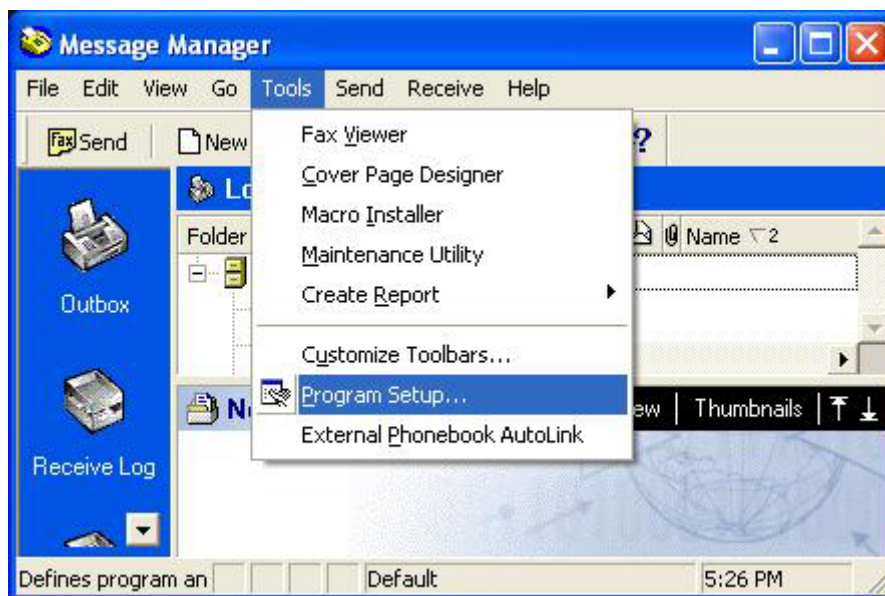 Message Manager
File Edit View Go Tools Send Receive Help
Fax Send New ?
Fax Viewer
Cover Page Designer
Macro Installer
Maintenance Utility
Create Report
Customize Toolbars...
Program Setup...
External Phonebook AutoLink
Folder Name 2
Outbox
Thumbnails
Receive Log
Defines program an Default 5:26 PM